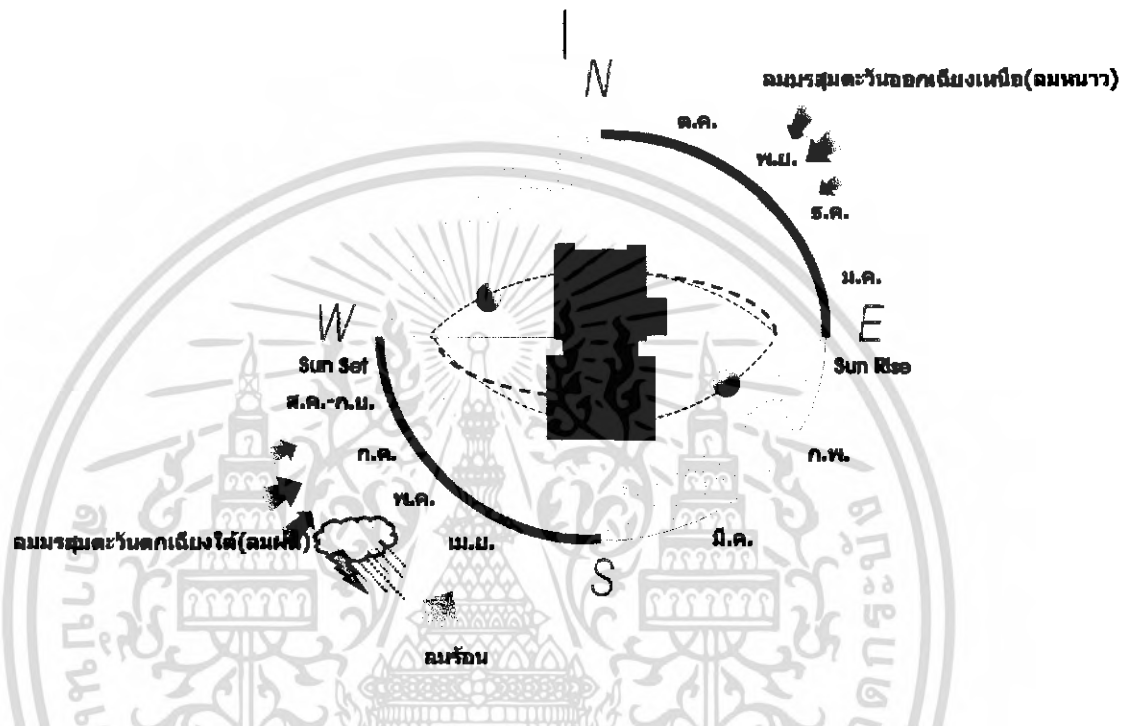 N
ลมมรสุมตะวันออกเฉียงเหนือ(ลมหนาว)
ต.ค.
พ.ย.
ธ.ค.
ม.ค.
W
E
Sun Set
Sun Rise
ส.ค.-ก.ย.
ก.ค.
ก.พ.
พ.ค.
ลมมรสุมตะวันตกเฉียงใต้(ลมฝน)
เม.ย.
มี.ค.
S
ลมร้อน